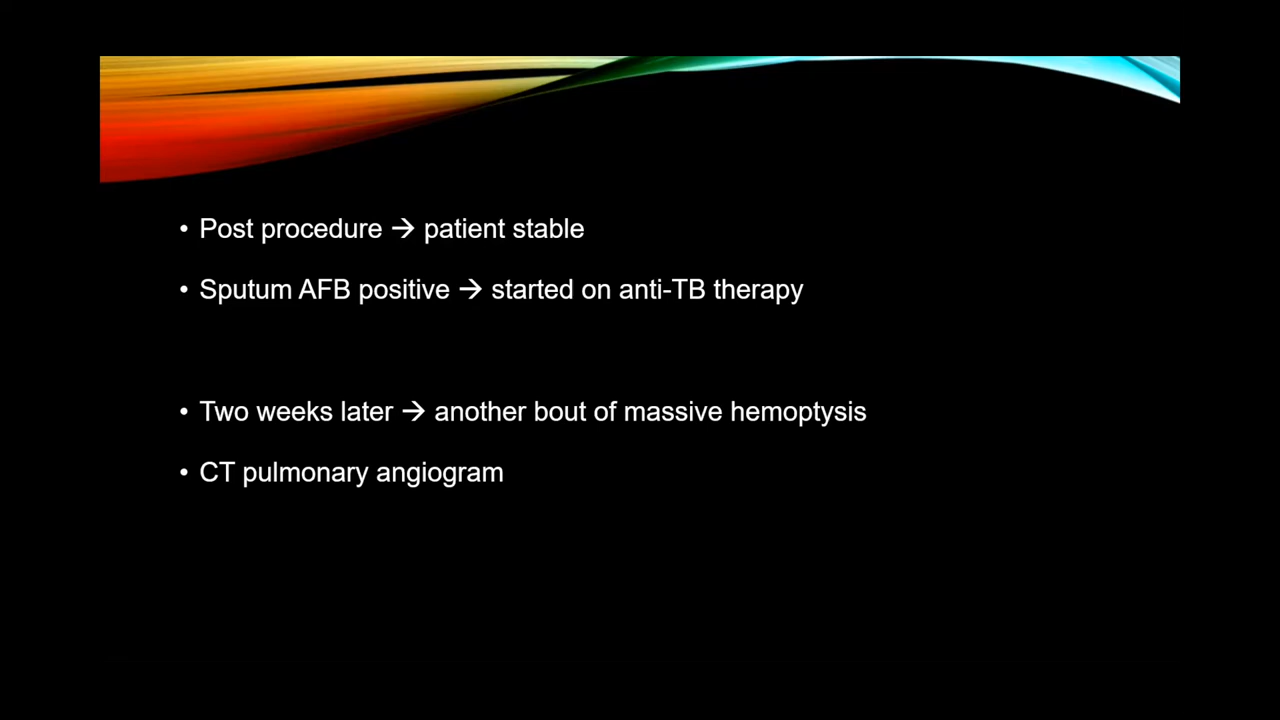 • Post procedure → patient stable
• Sputum AFB positive → started on anti-TB therapy
• Two weeks later → another bout of massive hemoptysis
• CT pulmonary angiogram